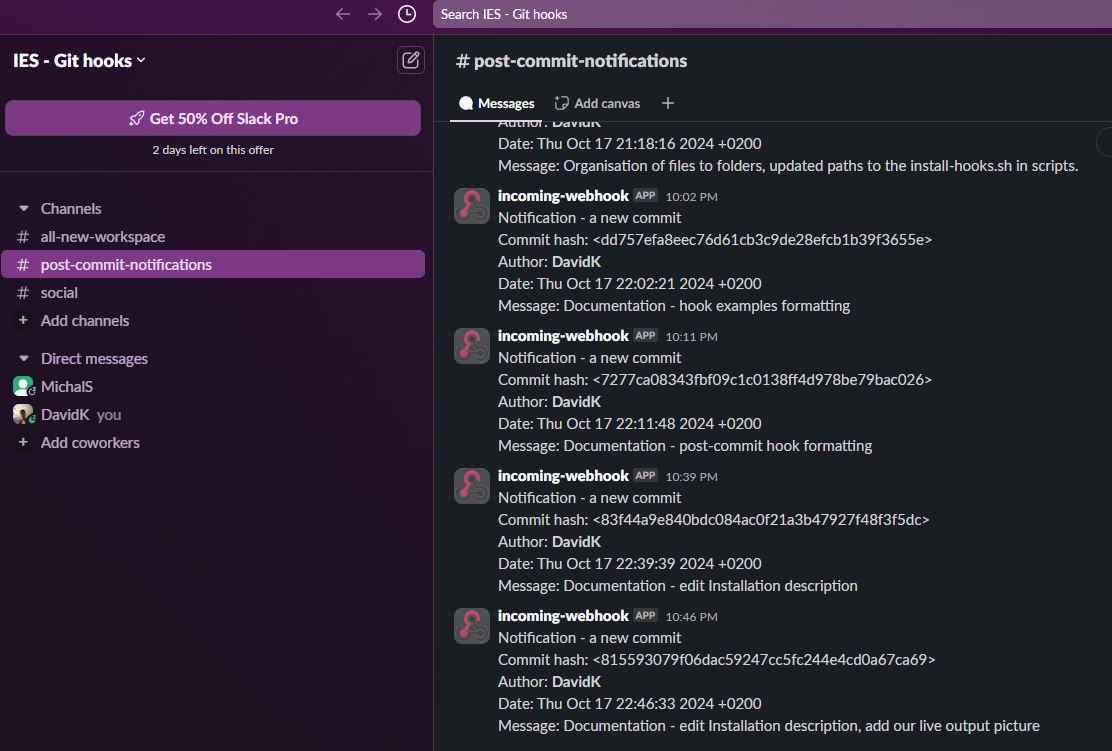 Search IES - Git hooks
IES - Git hooks
Get 50% Off Slack Pro
2 days left on this offer
Channels
# all-new-workspace
# post-commit-notifications
# social
+ Add channels
Direct messages
MichalS
DavidK you
+ Add coworkers
# post-commit-notifications
Messages
Add canvas
+
Author: DavidK
Date: Thu Oct 17 21:18:16 2024 +0200
Message: Organisation of files to folders, updated paths to the install-hooks.sh in scripts.
incoming-webhook APP 10:02 PM
Notification - a new commit
Commit hash: <dd757efa8eec76d61cb3c9de28efcb1b39f3655e>
Author: DavidK
Date: Thu Oct 17 22:02:21 2024 +0200
Message: Documentation - hook examples formatting
incoming-webhook APP 10:11 PM
Notification - a new commit
Commit hash: <7277ca08343fbf09c1c0138ff4d978be79bac026>
Author: DavidK
Date: Thu Oct 17 22:11:48 2024 +0200
Message: Documentation - post-commit hook formatting
incoming-webhook APP 10:39 PM
Notification - a new commit
Commit hash: <83f44a9e840bdc084ac0f21a3b47927f48f3f5dc>
Author: DavidK
Date: Thu Oct 17 22:39:39 2024 +0200
Message: Documentation - edit Installation description
incoming-webhook APP 10:46 PM
Notification - a new commit
Commit hash: <815593079f06dac59247cc5fc244e4cd0a67ca69>
Author: DavidK
Date: Thu Oct 17 22:46:33 2024 +0200
Message: Documentation - edit Installation description, add our live output picture